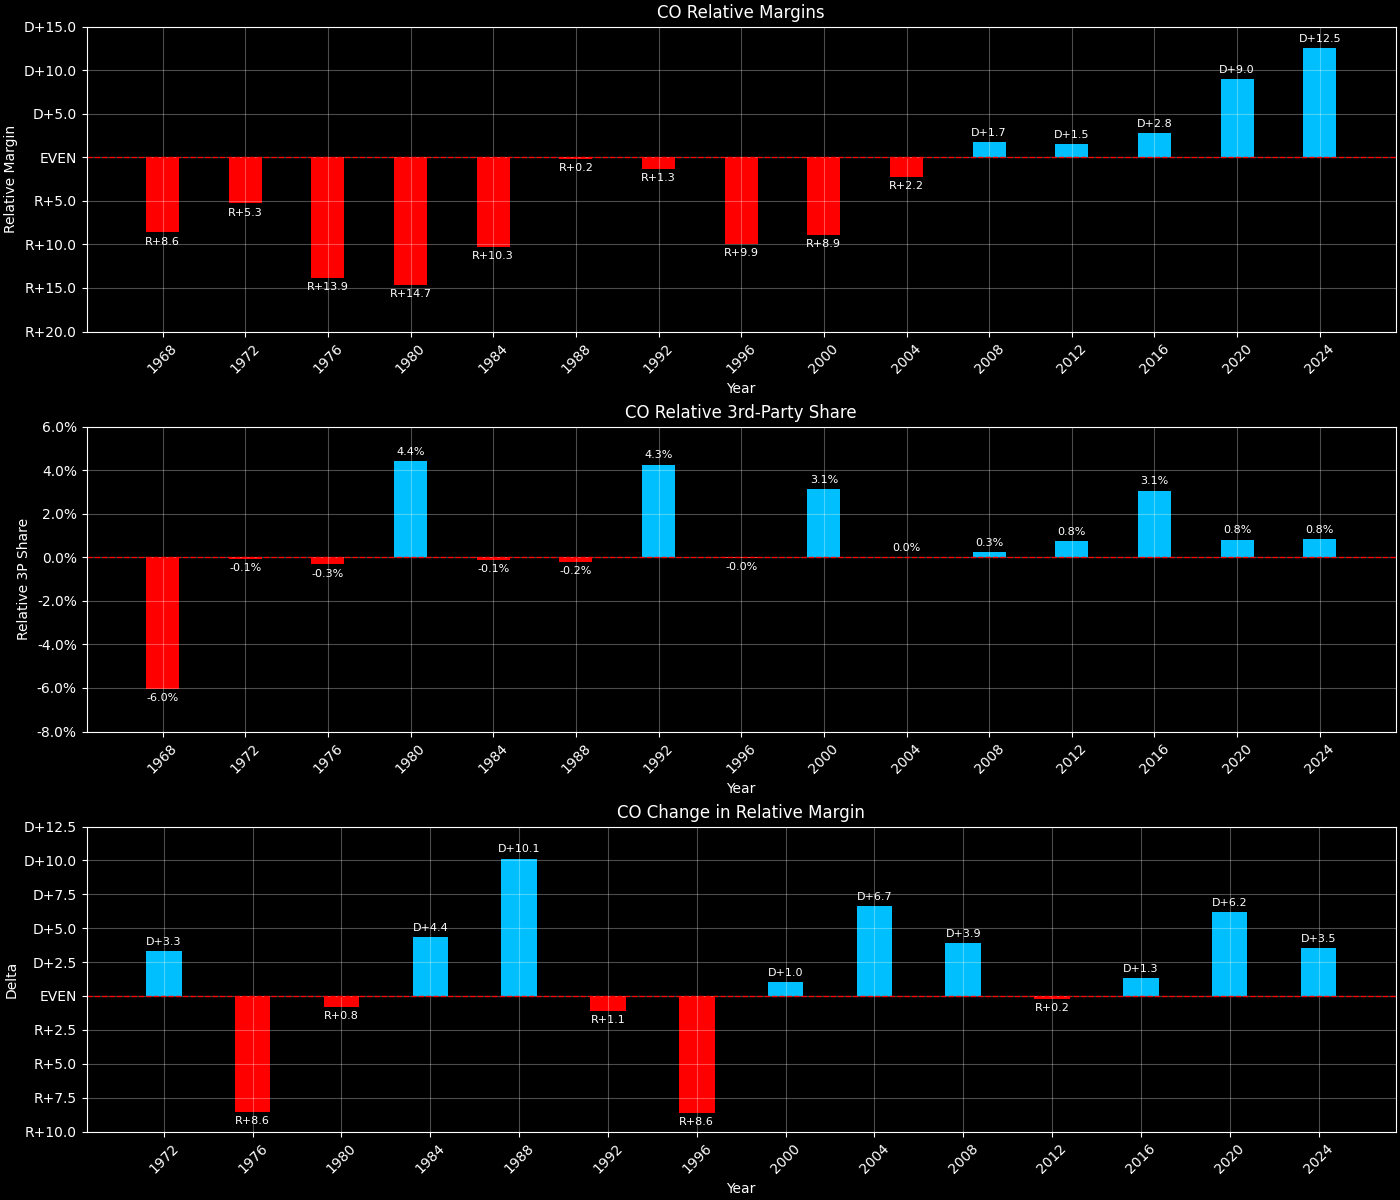 CO Relative Margins
Relative Margin
D+15.0
D+10.0
D+5.0
EVEN
R+5.0
R+10.0
R+15.0
R+20.0
R+8.6
R+5.3
R+13.9
R+14.7
R+10.3
R+0.2
R+1.3
R+9.9
R+8.9
R+2.2
D+1.7
D+1.5
D+2.8
D+9.0
D+12.5
1968 1972 1976 1980 1984 1988 1992 1996 2000 2004 2008 2012 2016 2020 2024
Year
CO Relative 3rd-Party Share
Relative 3P Share
6.0%
4.0%
2.0%
0.0%
-2.0%
-4.0%
-6.0%
-8.0%
-6.0%
-0.1%
-0.3%
4.4%
-0.1%
-0.2%
4.3%
-0.0%
3.1%
0.0%
0.3%
0.8%
3.1%
0.8%
0.8%
1968 1972 1976 1980 1984 1988 1992 1996 2000 2004 2008 2012 2016 2020 2024
Year
CO Change in Relative Margin
Delta
D+12.5
D+10.0
D+7.5
D+5.0
D+2.5
EVEN
R+2.5
R+5.0
R+7.5
R+10.0
D+3.3
R+8.6
R+0.8
D+4.4
D+10.1
R+1.1
R+8.6
D+1.0
D+6.7
D+3.9
R+0.2
D+1.3
D+6.2
D+3.5
1972 1976 1980 1984 1988 1992 1996 2000 2004 2008 2012 2016 2020 2024
Year